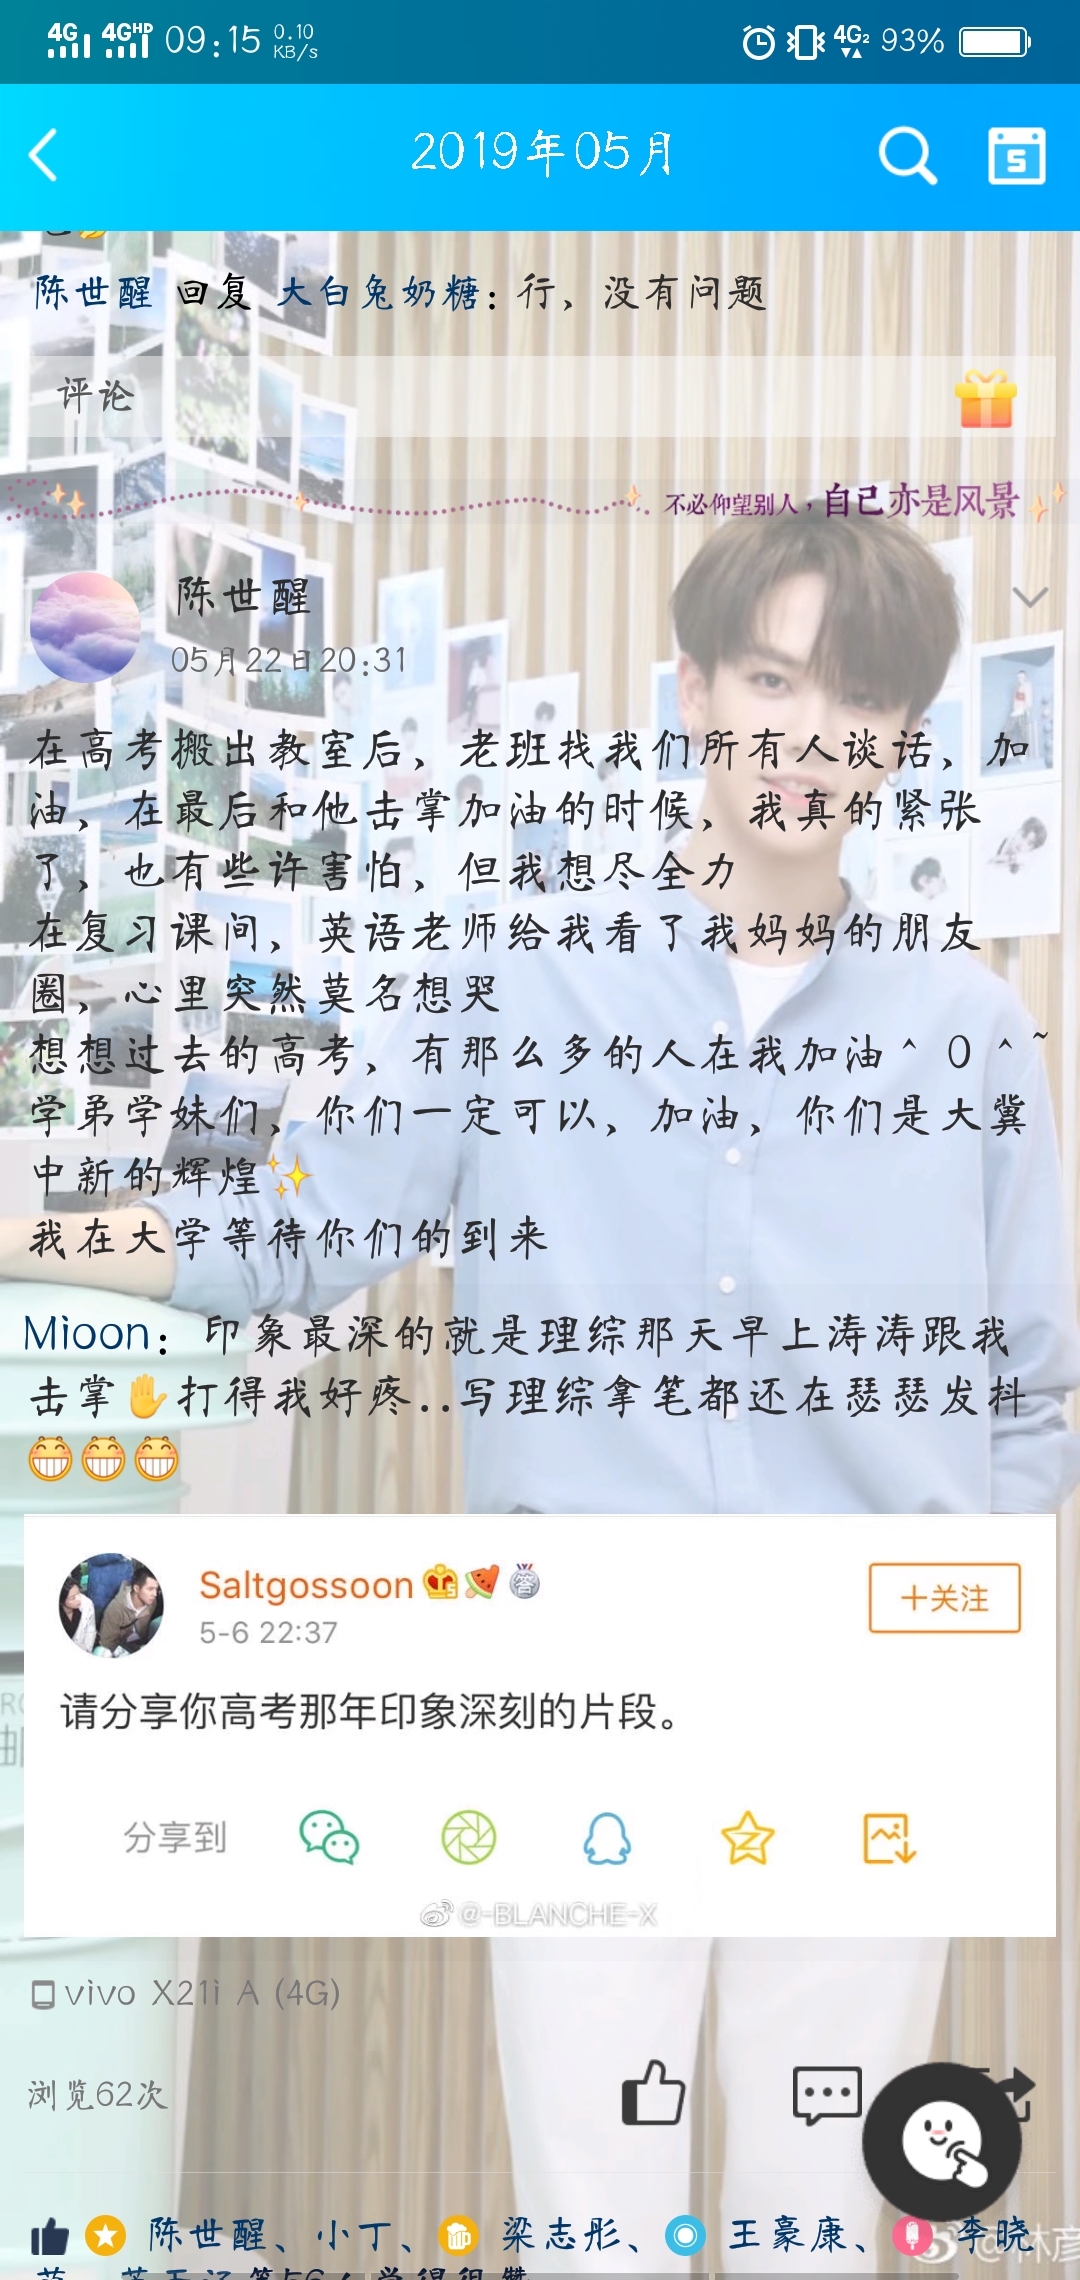 4G 4GHD 09:15 0.10 KB/s 4G2 93%
2019年05月
陈世醒 回复 大白兔奶糖：行，没有问题
评论
不必仰望别人，自己亦是风景
陈世醒
05月22日20:31
在高考搬出教室后，老班找我们所有人谈话，加
油，在最后和他击掌加油的时候，我真的紧张
了，也有些许害怕，但我想尽全力
在复习课间，英语老师给我看了我妈妈的朋友
圈，心里突然莫名想哭
想想过去的高考，有那么多的人在我加油＾０＾~
学弟学妹们，你们一定可以，加油，你们是大冀
中新的辉煌✨
我在大学等待你们的到来
Mioon：印象最深的就是理综那天早上涛涛跟我
击掌✋打得我好疼..写理综拿笔都还在瑟瑟发抖
😁😁😁
Saltgossoon
5-6 22:37
十关注
请分享你高考那年印象深刻的片段。
分享到
@-BLANCHE-X
vivo X21i A (4G)
浏览62次
陈世醒、小丁、梁志彤、王豪康、李晓